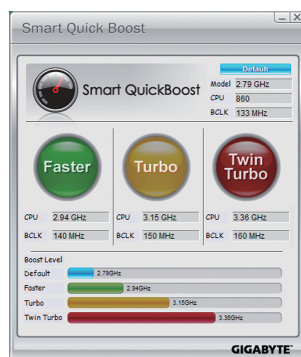 Smart Quick Boost
Smart QuickBoost
Default
Model 2.79 GHz
CPU 860
BCLK 133 MHz
Faster
Turbo
Twin
Turbo
CPU 2.94 GHz CPU 3.15 GHz CPU 3.36 GHz
BCLK 140 MHz BCLK 150 MHz BCLK 160 MHz
Boost Level
Default 2.79GHz
Faster 2.94GHz
Turbo 3.15GHz
Twin Turbo 3.36GHz
GIGABYTE